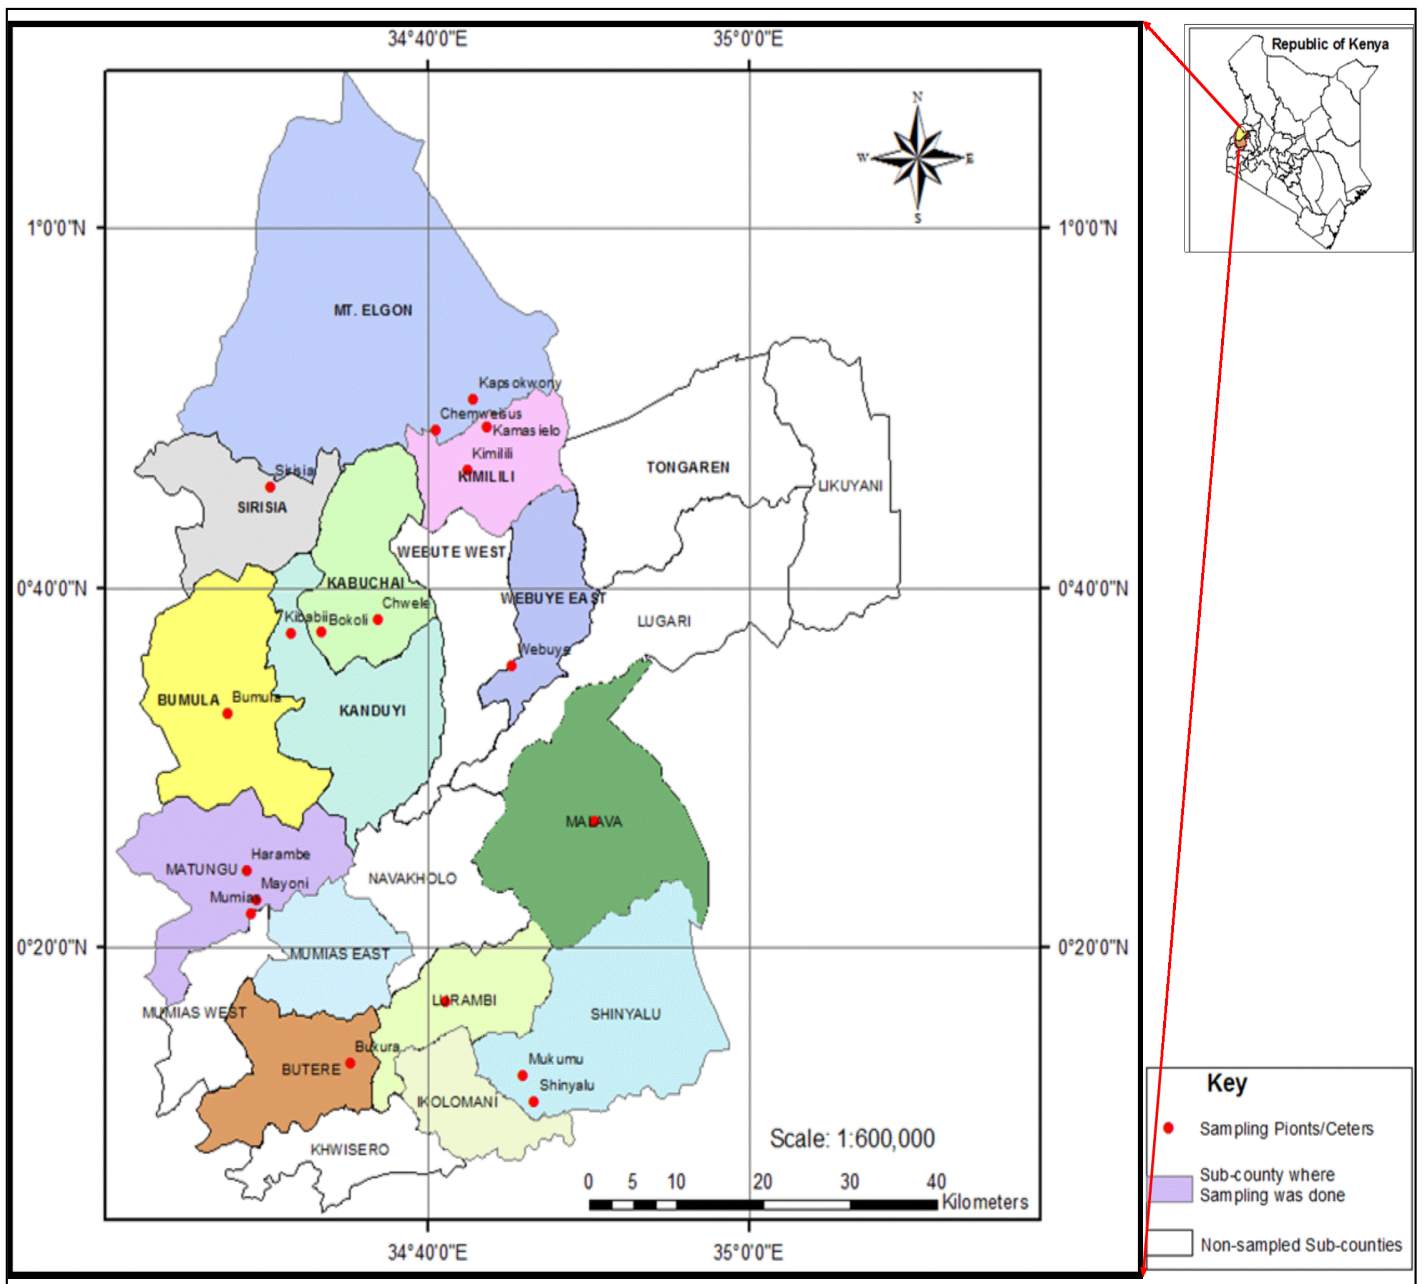 34°40'0"E
35°0'0"E
Republic of Kenya
N
W
E
S
1°0'0"N
1°0'0"N
MT. ELGON
Kapsokwony
Chemweisus
Kamasielo
Kimilili
KIMILILI
Sirisia
SIRISIA
TONGAREN
LIKUYANI
WEBUTE WEST
KABUCHAI
0°40'0"N
0°40'0"N
WEBUYE EAST
Chwele
Kibabii
Bokoli
LUGARI
Webuye
BUMULA
Bumula
KANDUYI
MALAVA
Harambe
MATUNGU
Mayoni
NAVAKHOLO
Mumias
0°20'0"N
0°20'0"N
MUMIAS EAST
LURAMBI
MUMIAS WEST
SHINYALU
Bukura
BUTERE
Mukumu
Shinyalu
IKOLOMANI
KHWISERO
Scale: 1:600,000
0 5 10 20 30 40
Kilometers
34°40'0"E
35°0'0"E
Key
Sampling Pionts/Ceters
Sub-county where
Sampling was done
Non-sampled Sub-counties